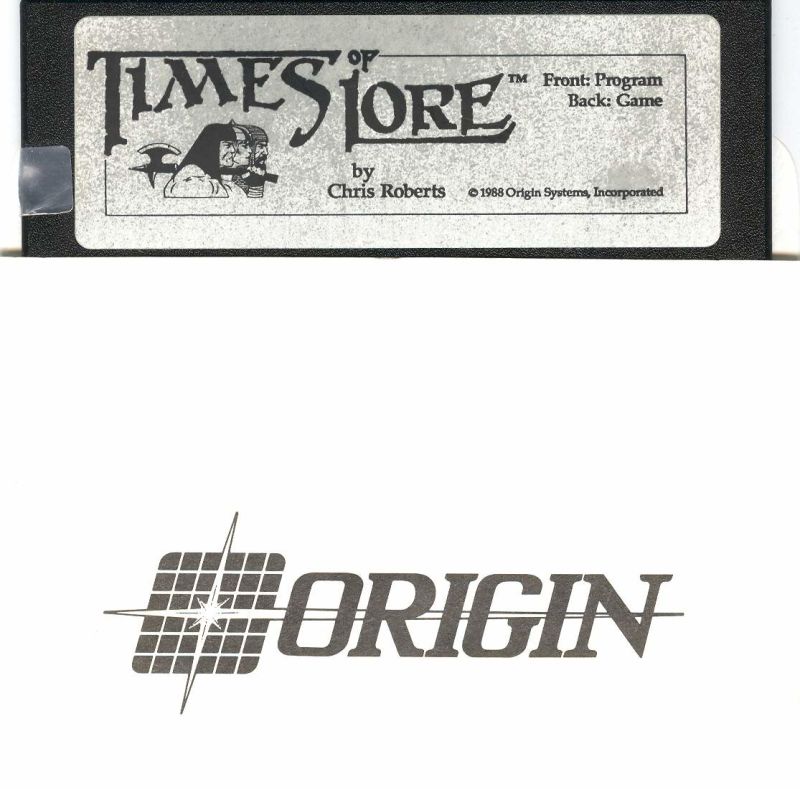 TIMES OF LORE™
Front: Program
Back: Game
by
Chris Roberts
© 1988 Origin Systems, Incorporated
ORIGIN